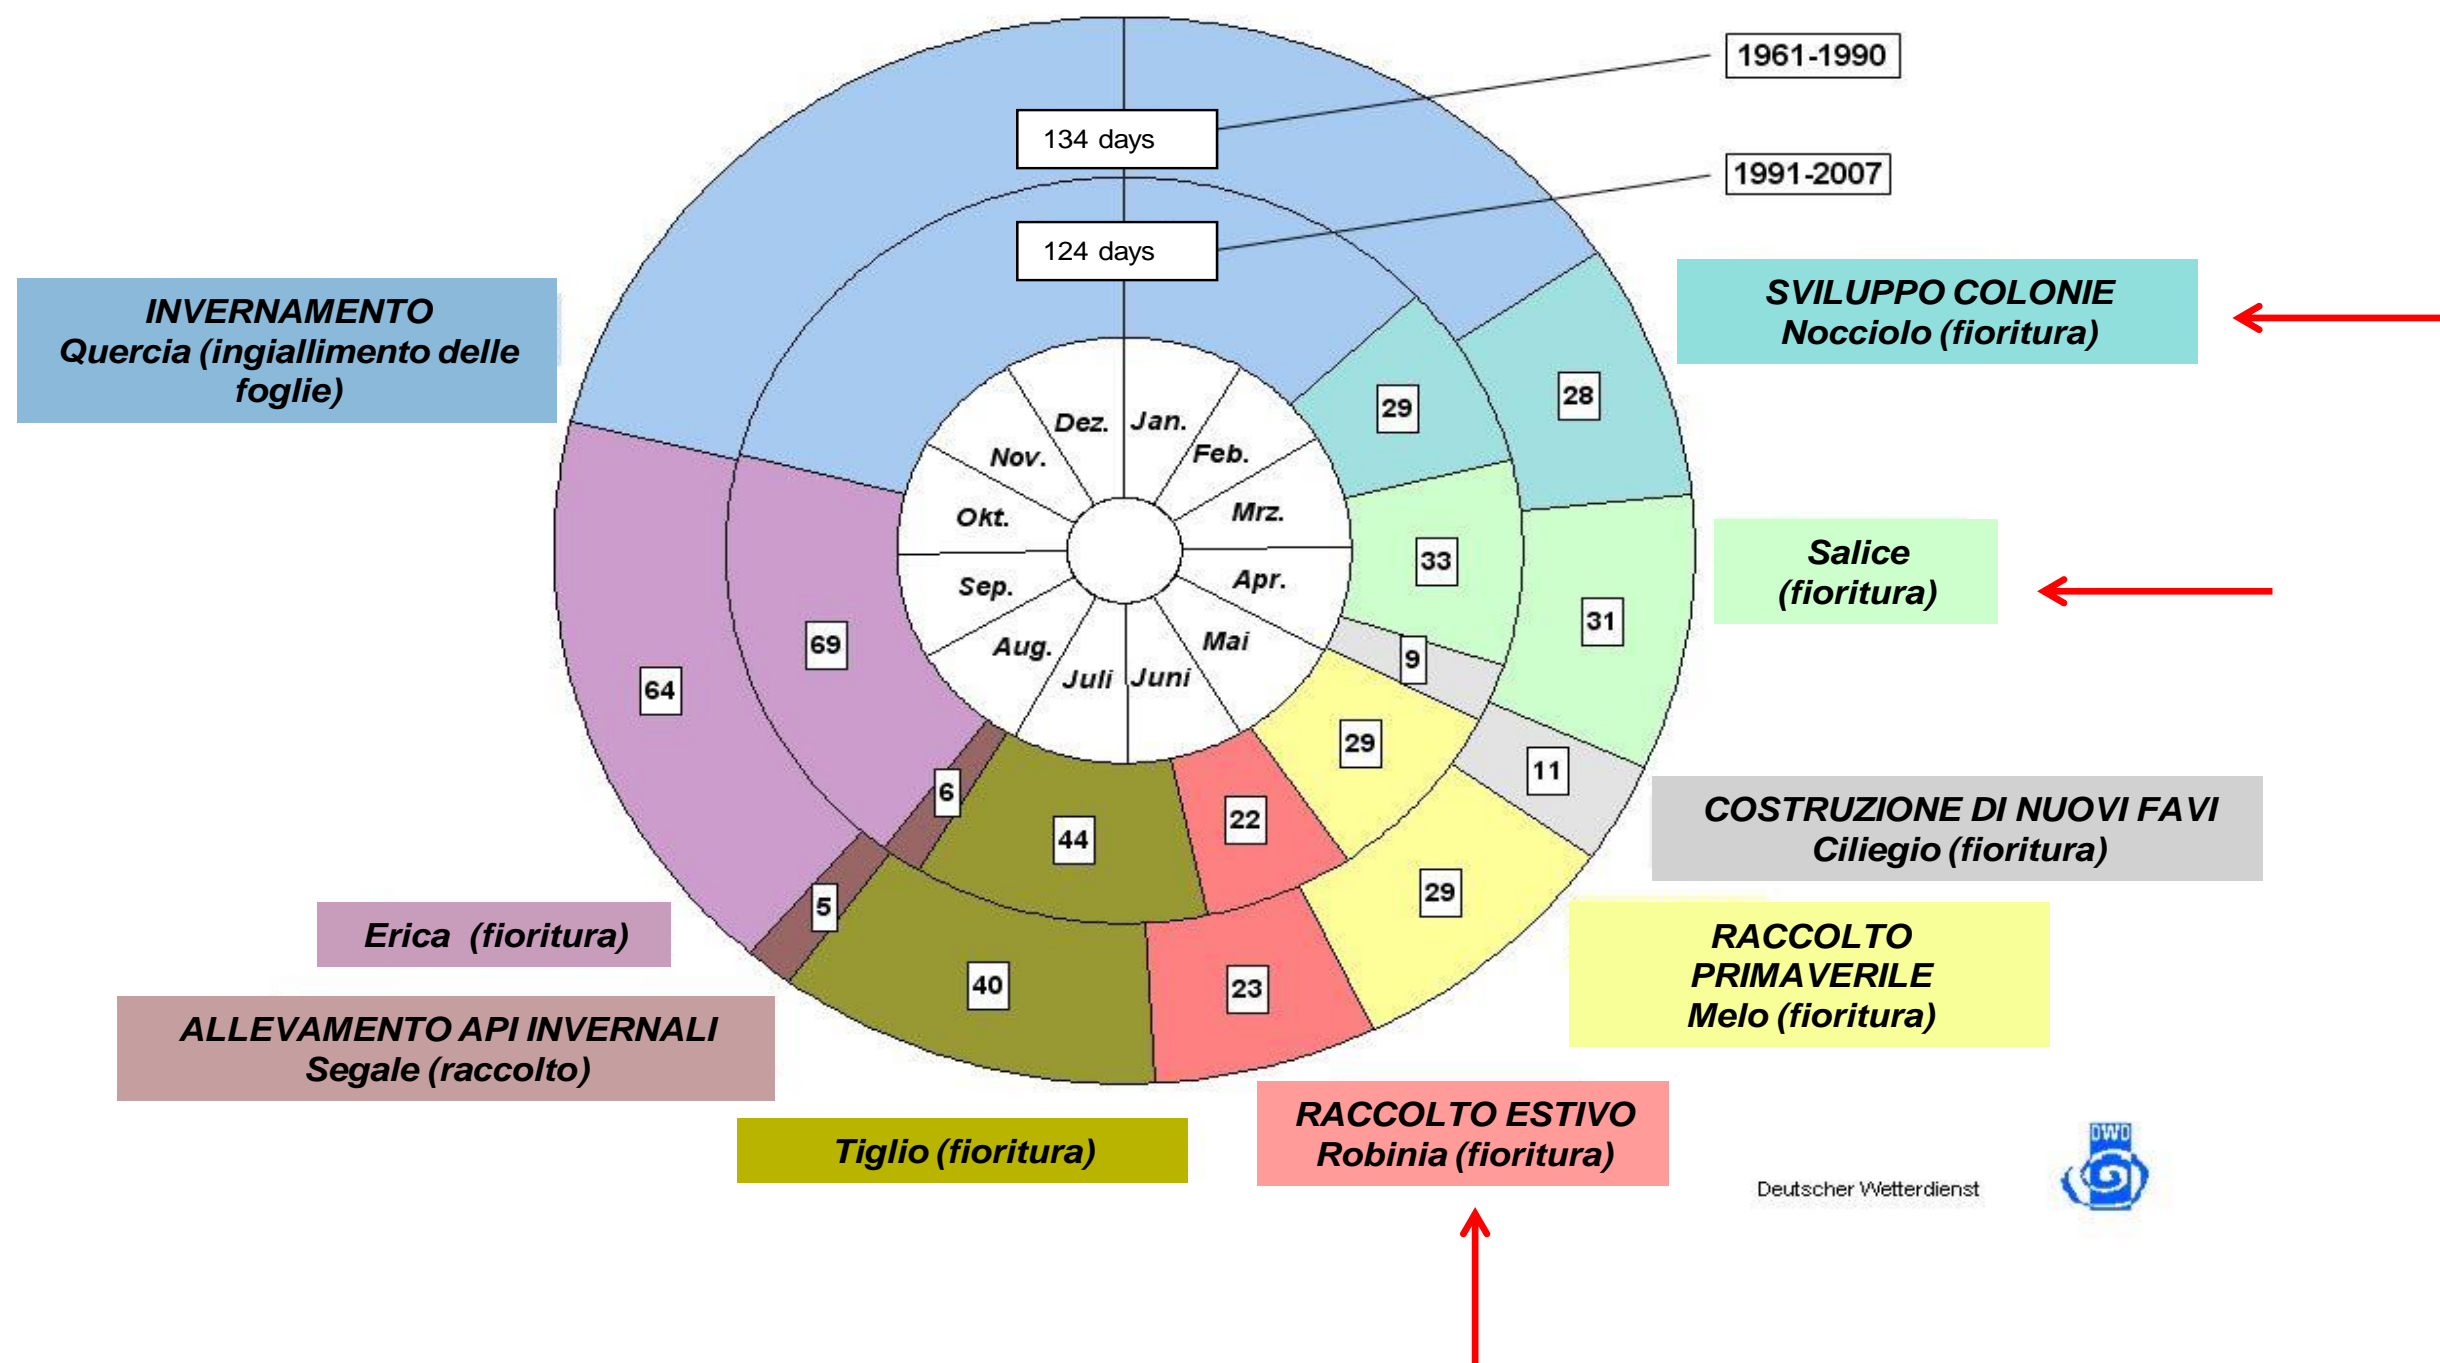 1961-1990
134 days
1991-2007
124 days
INVERNAMENTO
Quercia (ingiallimento delle
foglie)
SVILUPPO COLONIE
Nocciolo (fioritura)
29
28
Dez.
Jan.
Nov.
Feb.
Okt.
Mrz.
Sep.
Apr.
Aug.
Mai
Juli
Juni
Salice
(fioritura)
33
31
69
64
9
29
11
6
22
44
5
29
40
23
COSTRUZIONE DI NUOVI FAVI
Ciliegio (fioritura)
Erica (fioritura)
RACCOLTO
PRIMAVERILE
Melo (fioritura)
ALLEVAMENTO API INVERNALI
Segale (raccolto)
Tiglio (fioritura)
RACCOLTO ESTIVO
Robinia (fioritura)
DWD
Deutscher Wetterdienst